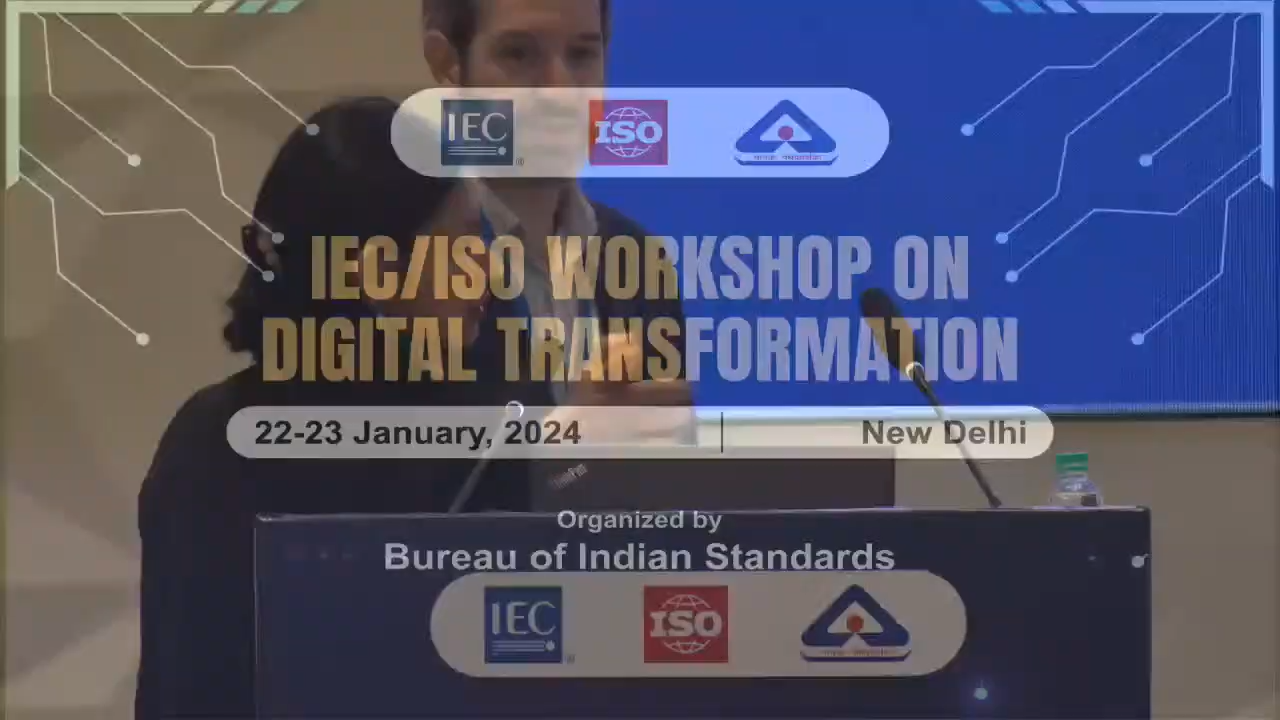 IEC
ISO
IEC/ISO WORKSHOP ON
DIGITAL TRANSFORMATION
22-23 January, 2024
New Delhi
Organized by
Bureau of Indian Standards
IEC
ISO